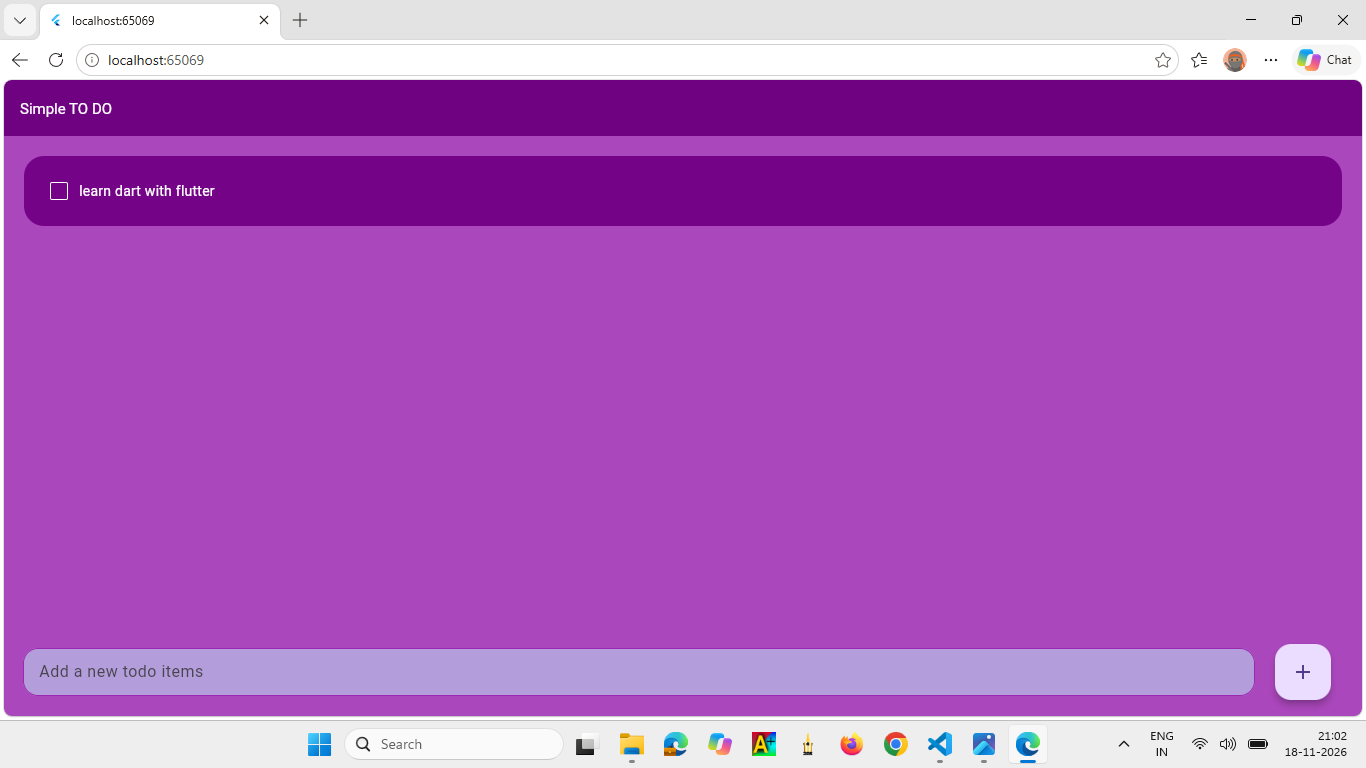 localhost:65069
localhost:65069
Chat
Simple TO DO
learn dart with flutter
Add a new todo items
Search
ENG
IN
21:02
18-11-2026